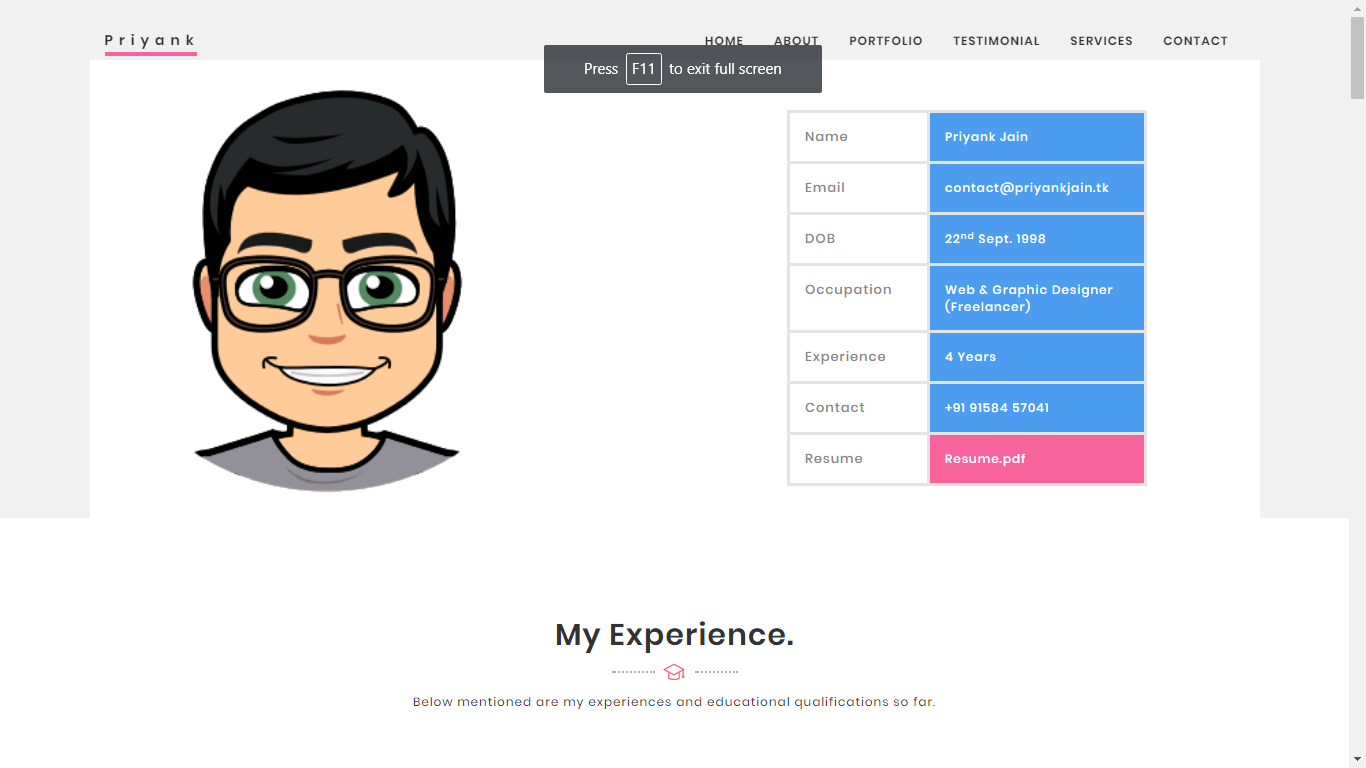 Priyank
HOME ABOUT PORTFOLIO TESTIMONIAL SERVICES CONTACT
Press F11 to exit full screen
Name Priyank Jain
Email contact@priyankjain.tk
DOB 22nd Sept. 1998
Occupation Web & Graphic Designer
(Freelancer)
Experience 4 Years
Contact +91 91584 57041
Resume Resume.pdf
My Experience.
Below mentioned are my experiences and educational qualifications so far.